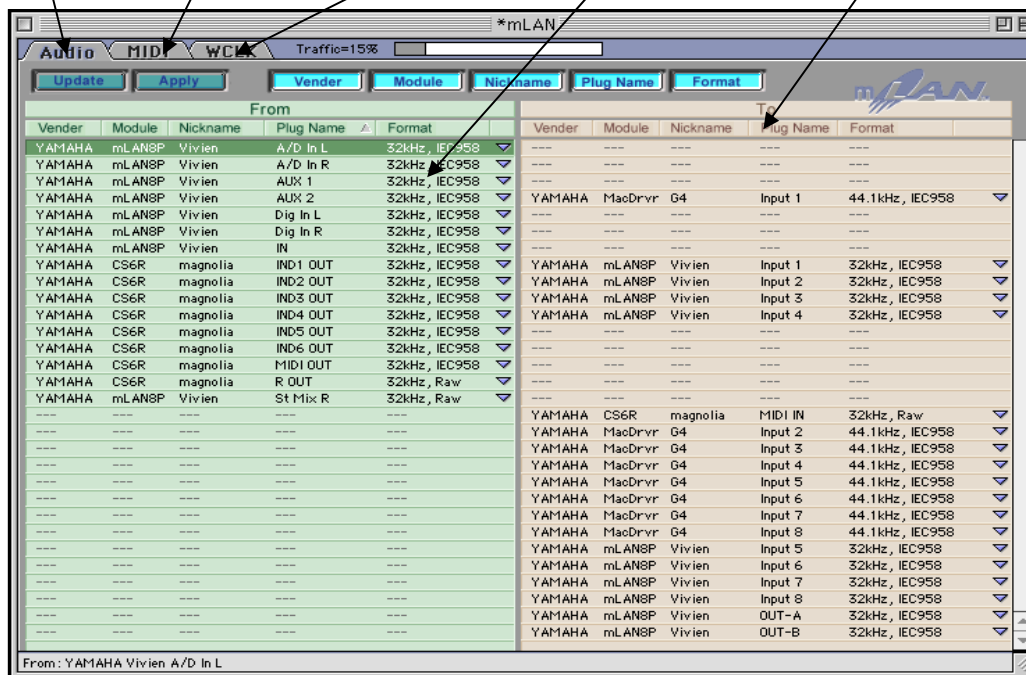 *mLAN
Audio MIDI WCLK Traffic=15%
Update Apply Vender Module Nickname Plug Name Format mLAN.
From To
Vender Module Nickname Plug Name Format Vender Module Nickname Plug Name Format
YAMAHA mLAN8P Vivien A/D In L 32kHz, IEC958 --- --- --- --- ---
YAMAHA mLAN8P Vivien A/D In R 32kHz, IEC958 --- --- --- --- ---
YAMAHA mLAN8P Vivien AUX 1 32kHz, IEC958 --- --- --- --- ---
YAMAHA mLAN8P Vivien AUX 2 32kHz, IEC958 YAMAHA MacDrvr G4 Input 1 44.1kHz, IEC958
YAMAHA mLAN8P Vivien Dig In L 32kHz, IEC958 --- --- --- --- ---
YAMAHA mLAN8P Vivien Dig In R 32kHz, IEC958 --- --- --- --- ---
YAMAHA mLAN8P Vivien IN 32kHz, IEC958 --- --- --- --- ---
YAMAHA CS6R magnolia IND1 OUT 32kHz, IEC958 YAMAHA mLAN8P Vivien Input 1 32kHz, IEC958
YAMAHA CS6R magnolia IND2 OUT 32kHz, IEC958 YAMAHA mLAN8P Vivien Input 2 32kHz, IEC958
YAMAHA CS6R magnolia IND3 OUT 32kHz, IEC958 YAMAHA mLAN8P Vivien Input 3 32kHz, IEC958
YAMAHA CS6R magnolia IND4 OUT 32kHz, IEC958 YAMAHA mLAN8P Vivien Input 4 32kHz, IEC958
YAMAHA CS6R magnolia IND5 OUT 32kHz, IEC958 --- --- --- --- ---
YAMAHA CS6R magnolia IND6 OUT 32kHz, IEC958 --- --- --- --- ---
YAMAHA CS6R magnolia MIDI OUT 32kHz, IEC958 --- --- --- --- ---
YAMAHA CS6R magnolia R OUT 32kHz, Raw --- --- --- --- ---
YAMAHA mLAN8P Vivien St Mix R 32kHz, Raw --- --- --- --- ---
--- --- --- --- --- YAMAHA CS6R magnolia MIDI IN 32kHz, Raw
--- --- --- --- --- YAMAHA MacDrvr G4 Input 2 44.1kHz, IEC958
--- --- --- --- --- YAMAHA MacDrvr G4 Input 3 44.1kHz, IEC958
--- --- --- --- --- YAMAHA MacDrvr G4 Input 4 44.1kHz, IEC958
--- --- --- --- --- YAMAHA MacDrvr G4 Input 5 44.1kHz, IEC958
--- --- --- --- --- YAMAHA MacDrvr G4 Input 6 44.1kHz, IEC958
--- --- --- --- --- YAMAHA MacDrvr G4 Input 7 44.1kHz, IEC958
--- --- --- --- --- YAMAHA MacDrvr G4 Input 8 44.1kHz, IEC958
--- --- --- --- --- YAMAHA mLAN8P Vivien Input 5 32kHz, IEC958
--- --- --- --- --- YAMAHA mLAN8P Vivien Input 6 32kHz, IEC958
--- --- --- --- --- YAMAHA mLAN8P Vivien Input 7 32kHz, IEC958
--- --- --- --- --- YAMAHA mLAN8P Vivien Input 8 32kHz, IEC958
--- --- --- --- --- YAMAHA mLAN8P Vivien OUT-A 32kHz, IEC958
--- --- --- --- --- YAMAHA mLAN8P Vivien OUT-B 32kHz, IEC958
From : YAMAHA Vivien A/D In L